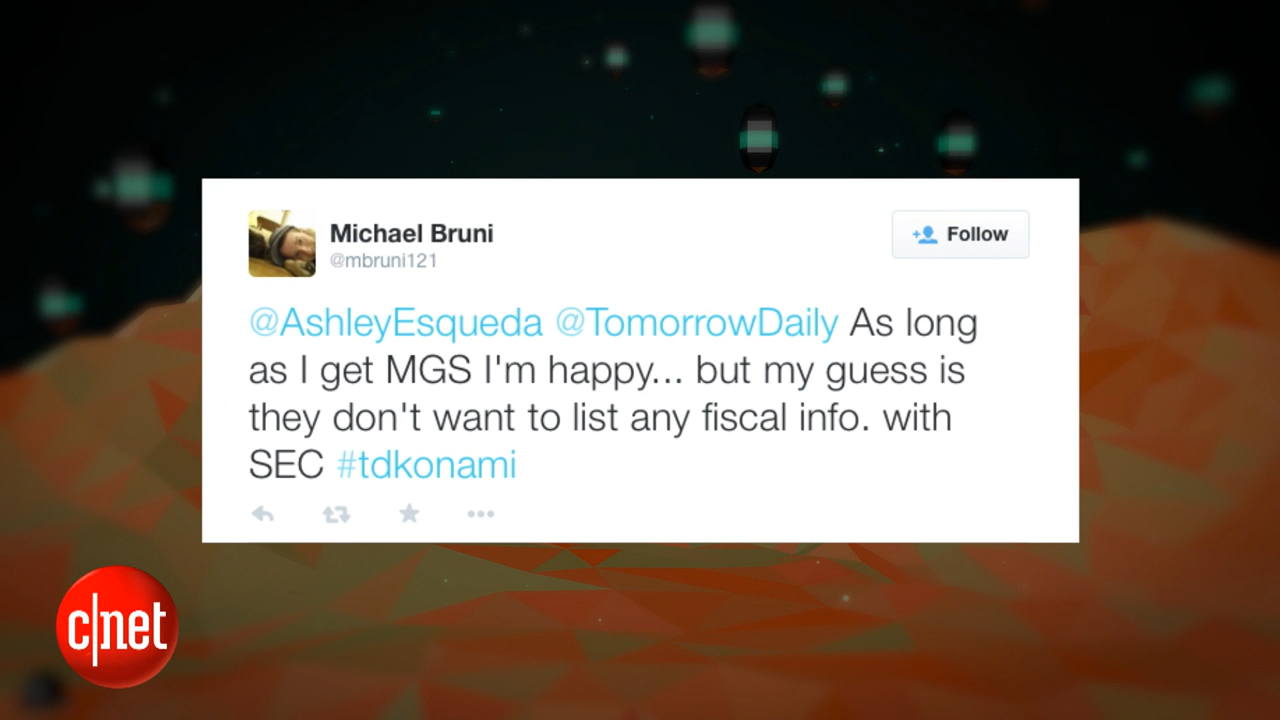 Michael Bruni
@mbruni121
Follow
@AshleyEsqueda @TomorrowDaily As long
as I get MGS I'm happy... but my guess is
they don't want to list any fiscal info. with
SEC #tdkonami
c|net